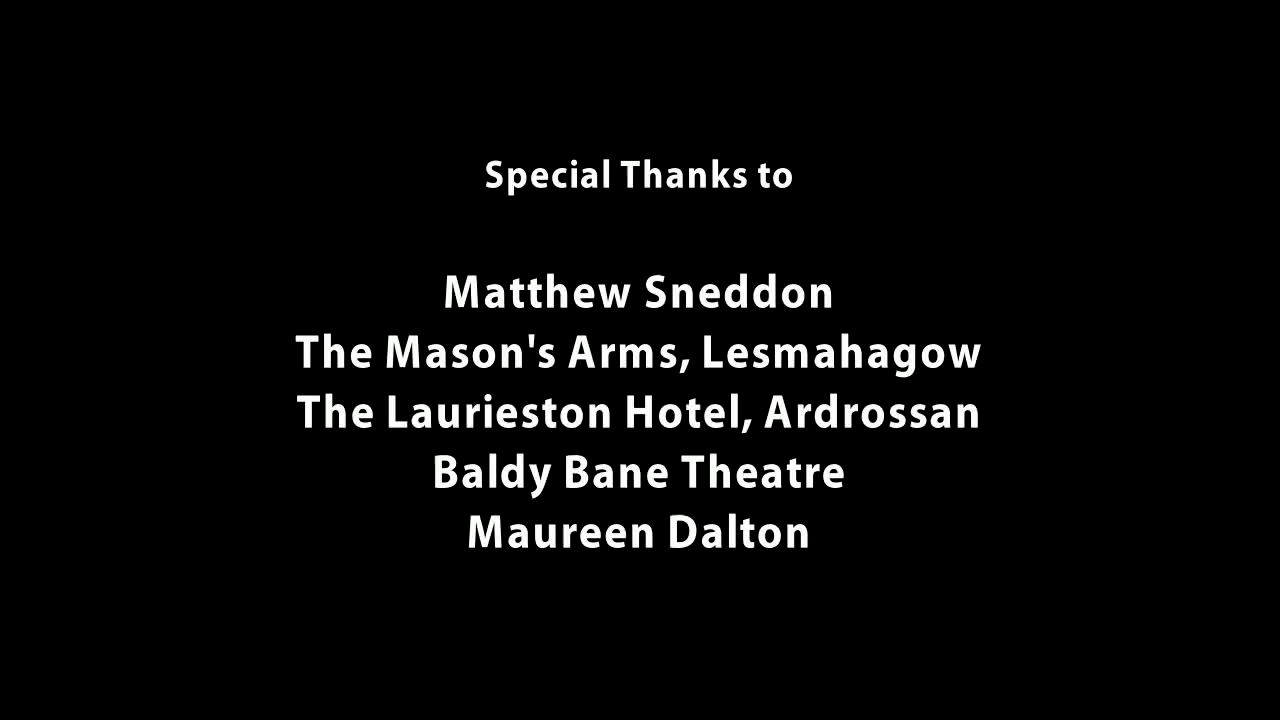 Special Thanks to
Matthew Sneddon
The Mason's Arms, Lesmahagow
The Laurieston Hotel, Ardrossan
Baldy Bane Theatre
Maureen Dalton